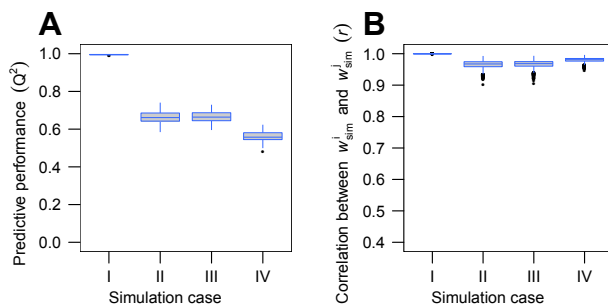 A
Predictive performance (Q²)
1.0
0.8
0.6
0.4
0.2
0.0
I II III IV
Simulation case
B
Correlation between wⁱsim and wʲsim (r)
1.0
0.9
0.8
0.7
0.6
0.5
0.4
I II III IV
Simulation case